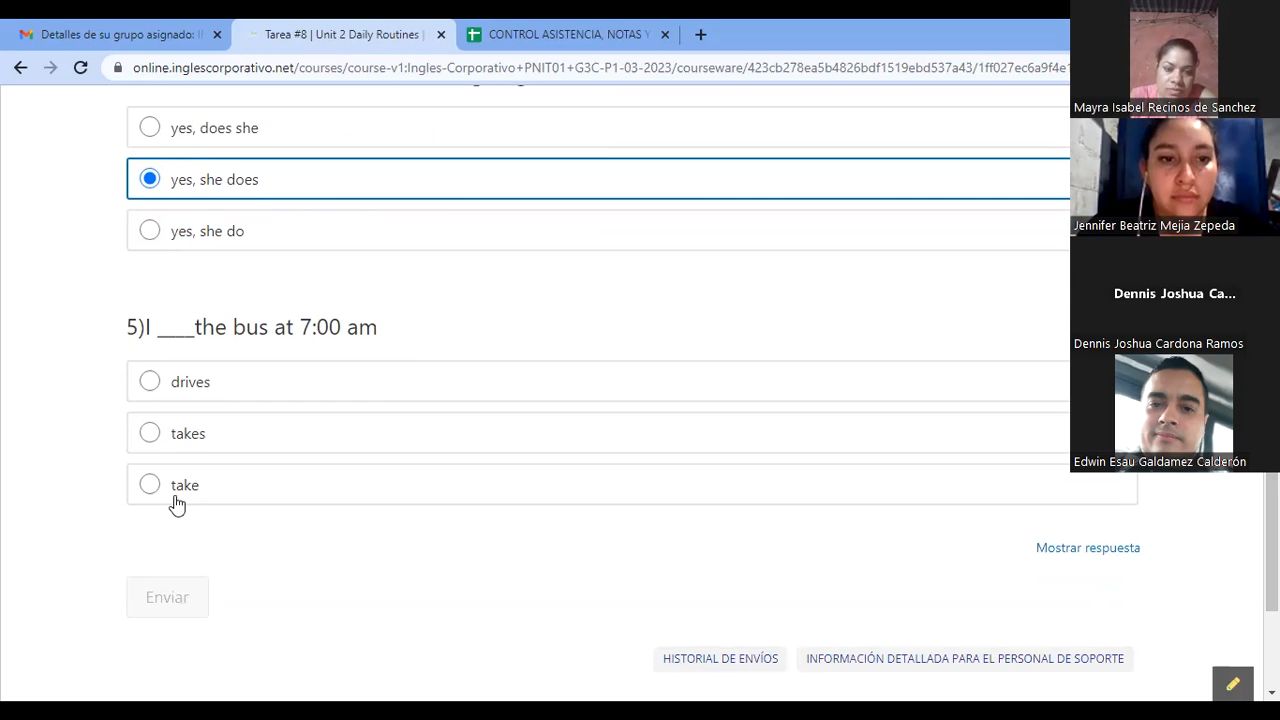 Detalles de su grupo asignado:
Tarea #8 | Unit 2 Daily Routines |
CONTROL ASISTENCIA, NOTAS Y
online.inglescorporativo.net/courses/course-v1:Ingles-Corporativo+PNIT01+G3C-P1-03-2023/courseware/423cb278ea5b4826bdf1519ebd537a43/1ff027ec6a9f4e1
yes, does she
yes, she does
yes, she do
5)I ____the bus at 7:00 am
drives
takes
take
Mostrar respuesta
Enviar
HISTORIAL DE ENVÍOS
INFORMACIÓN DETALLADA PARA EL PERSONAL DE SOPORTE
Mayra Isabel Recinos de Sanchez
Jennifer Beatriz Mejia Zepeda
Dennis Joshua Ca...
Dennis Joshua Cardona Ramos
Edwin Esau Galdamez Calderón